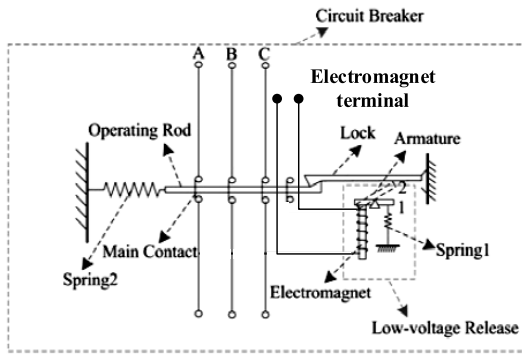 Circuit Breaker
A B C
Electromagnet
terminal
Operating Rod
Lock
Armature
2
1
Main Contact
Spring1
Spring2
Electromagnet
Low-voltage Release